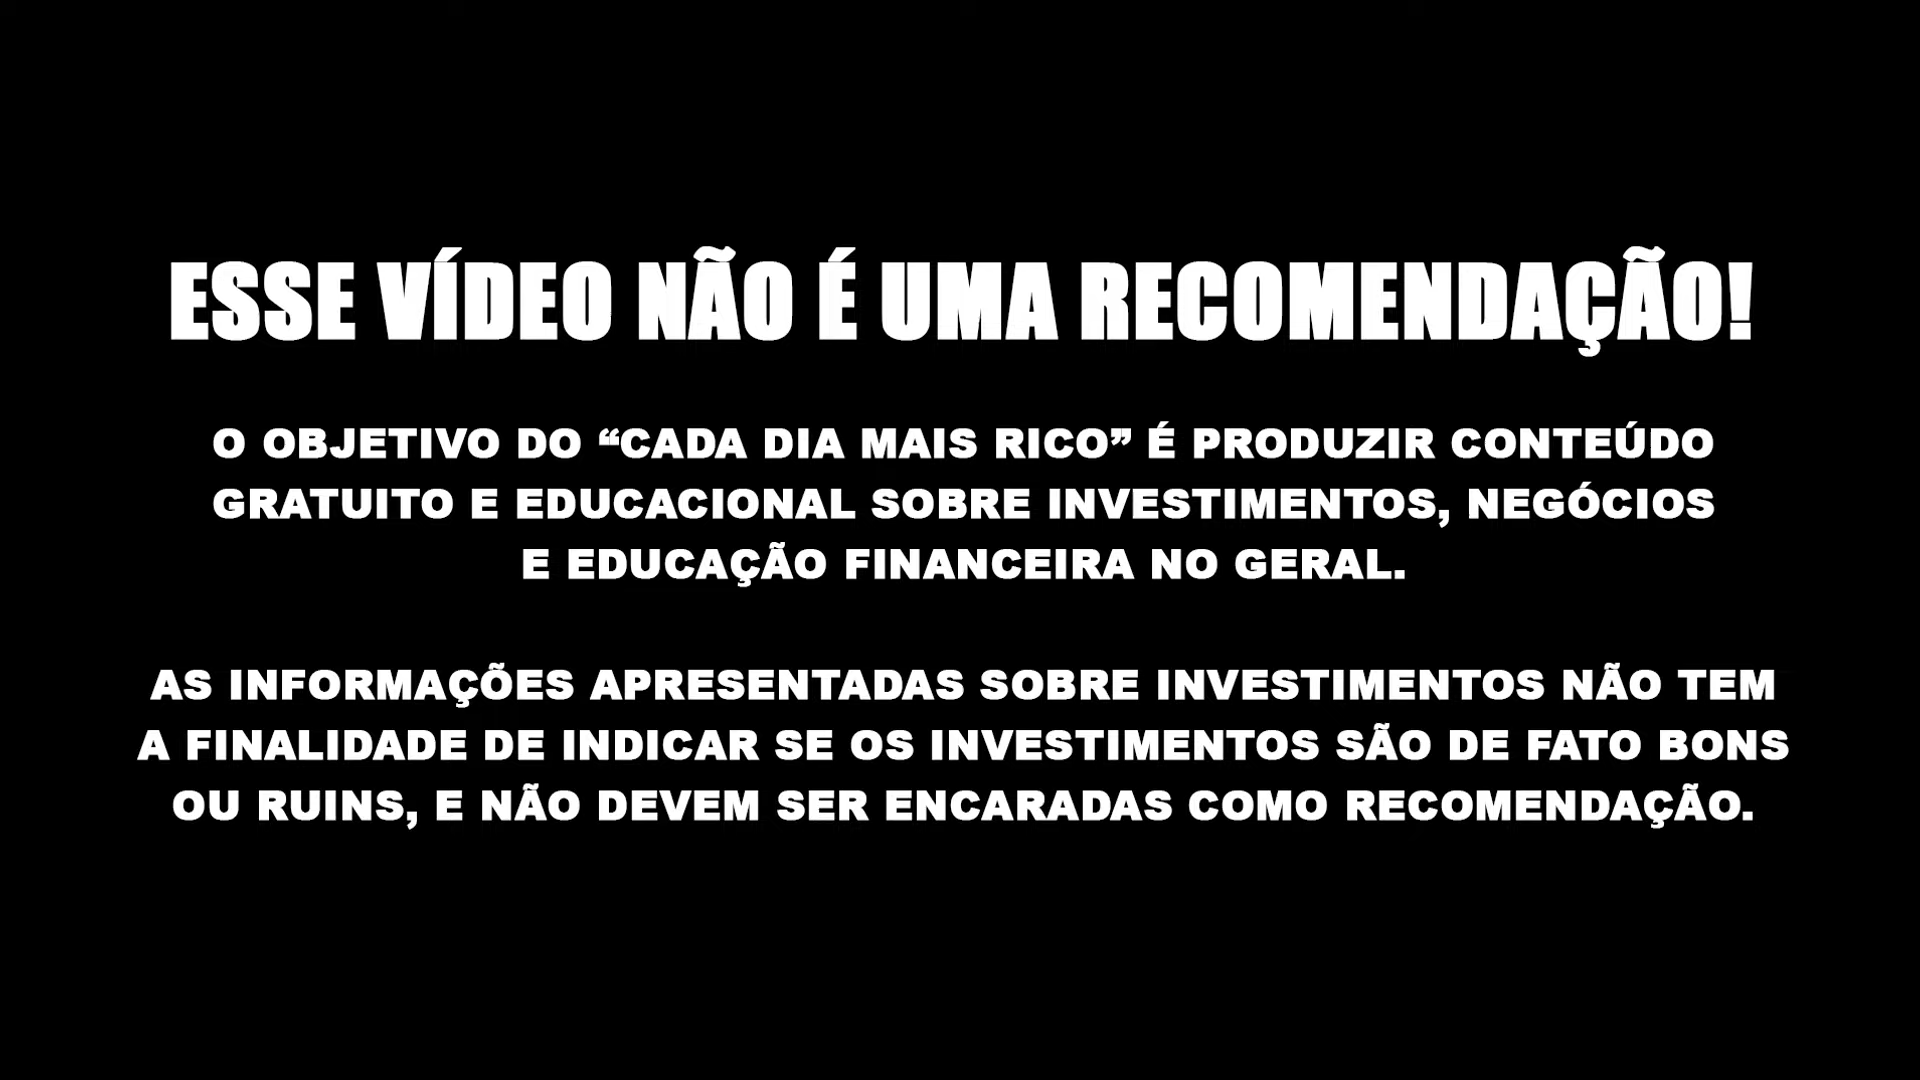 ESSE VÍDEO NÃO É UMA RECOMENDAÇÃO!
O OBJETIVO DO “CADA DIA MAIS RICO” É PRODUZIR CONTEÚDO
GRATUITO E EDUCACIONAL SOBRE INVESTIMENTOS, NEGÓCIOS
E EDUCAÇÃO FINANCEIRA NO GERAL.
AS INFORMAÇÕES APRESENTADAS SOBRE INVESTIMENTOS NÃO TEM
A FINALIDADE DE INDICAR SE OS INVESTIMENTOS SÃO DE FATO BONS
OU RUINS, E NÃO DEVEM SER ENCARADAS COMO RECOMENDAÇÃO.